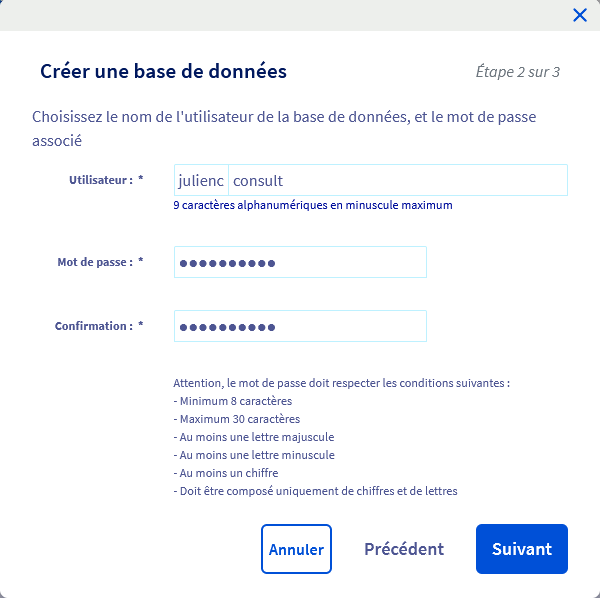 Créer une base de données
Étape 2 sur 3
Choisissez le nom de l'utilisateur de la base de données, et le mot de passe
associé
Utilisateur : * julienc consult
9 caractères alphanumériques en minuscule maximum
Mot de passe : * ●●●●●●●●●●
Confirmation : * ●●●●●●●●●●
Attention, le mot de passe doit respecter les conditions suivantes :
- Minimum 8 caractères
- Maximum 30 caractères
- Au moins une lettre majuscule
- Au moins une lettre minuscule
- Au moins un chiffre
- Doit être composé uniquement de chiffres et de lettres
Annuler Précédent Suivant